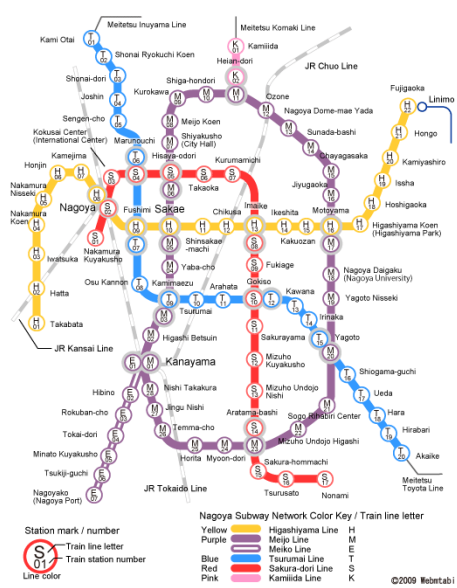 Meitetsu Inuyama Line
Meitetsu Komaki Line
Kami Otai
Kamiiida
Shonai Ryokuchi Koen
Heian-dori
JR Chuo Line
Shonai-dori
Shiga-hondori
Fujigaoka
Joshin
Kurokawa
Ozone
Linimo
Sengen-cho
Meijo Koen
Nagoya Dome-mae Yada
Hongo
Kokusai Center
(International Center)
Shiyakusho
(City Hall)
Sunada-bashi
Marunouchi
Kamiyashiro
Kamejima
Hisaya-odori
Kurumamichi
Chayagasaka
Honjin
Takaoka
Jiyugaoka
Issha
Nakamura
Nisseki
Hoshigaoka
Nagoya
Fushimi
Sakae
Chikusa
Imaike
Ikeshita
Motoyama
Nakamura
Koen
Higashiyama Koen
(Higashiyama Park)
Nakamura
Kuyakusho
Shinsakae
-machi
Kakuozan
Iwatsuka
Yaba-cho
Fukiage
Nagoya Daigaku
(Nagoya University)
Osu Kannon
Kamimaezu
Arahata
Gokiso
Kawana
Hatta
Yagoto Nisseki
Irinaka
Takabata
Tsurumai
Higashi Betsuin
Sakurayama
Yagoto
JR Kansai Line
Kanayama
Mizuho
Kuyakusho
Shiogama-guchi
Hibino
Nishi Takakura
Mizuho Undojo
Nishi
Ueda
Rokuban-cho
Jingu Nishi
Aratama-bashi
Sogo Rihabiri Center
Hara
Tokai-dori
Temma-cho
Hirabari
Minato Kuyakusho
Horita
Myoon-dori
Mizuho Undojo Higashi
Akaike
Tsukiji-guchi
Sakura-hommachi
Meitetsu
Toyota Line
Nagoyako
(Nagoya Port)
JR Tokaido Line
Tsurusato
Nonami
Nagoya Subway Network Color Key / Train line letter
Station mark / number
Yellow Higashiyama Line H
Purple Meijo Line M
Meiko Line E
S
01
Train line letter
Train station number
Blue Tsurumai Line T
Red Sakura-dori Line S
Line color
Pink Kamiiida Line K